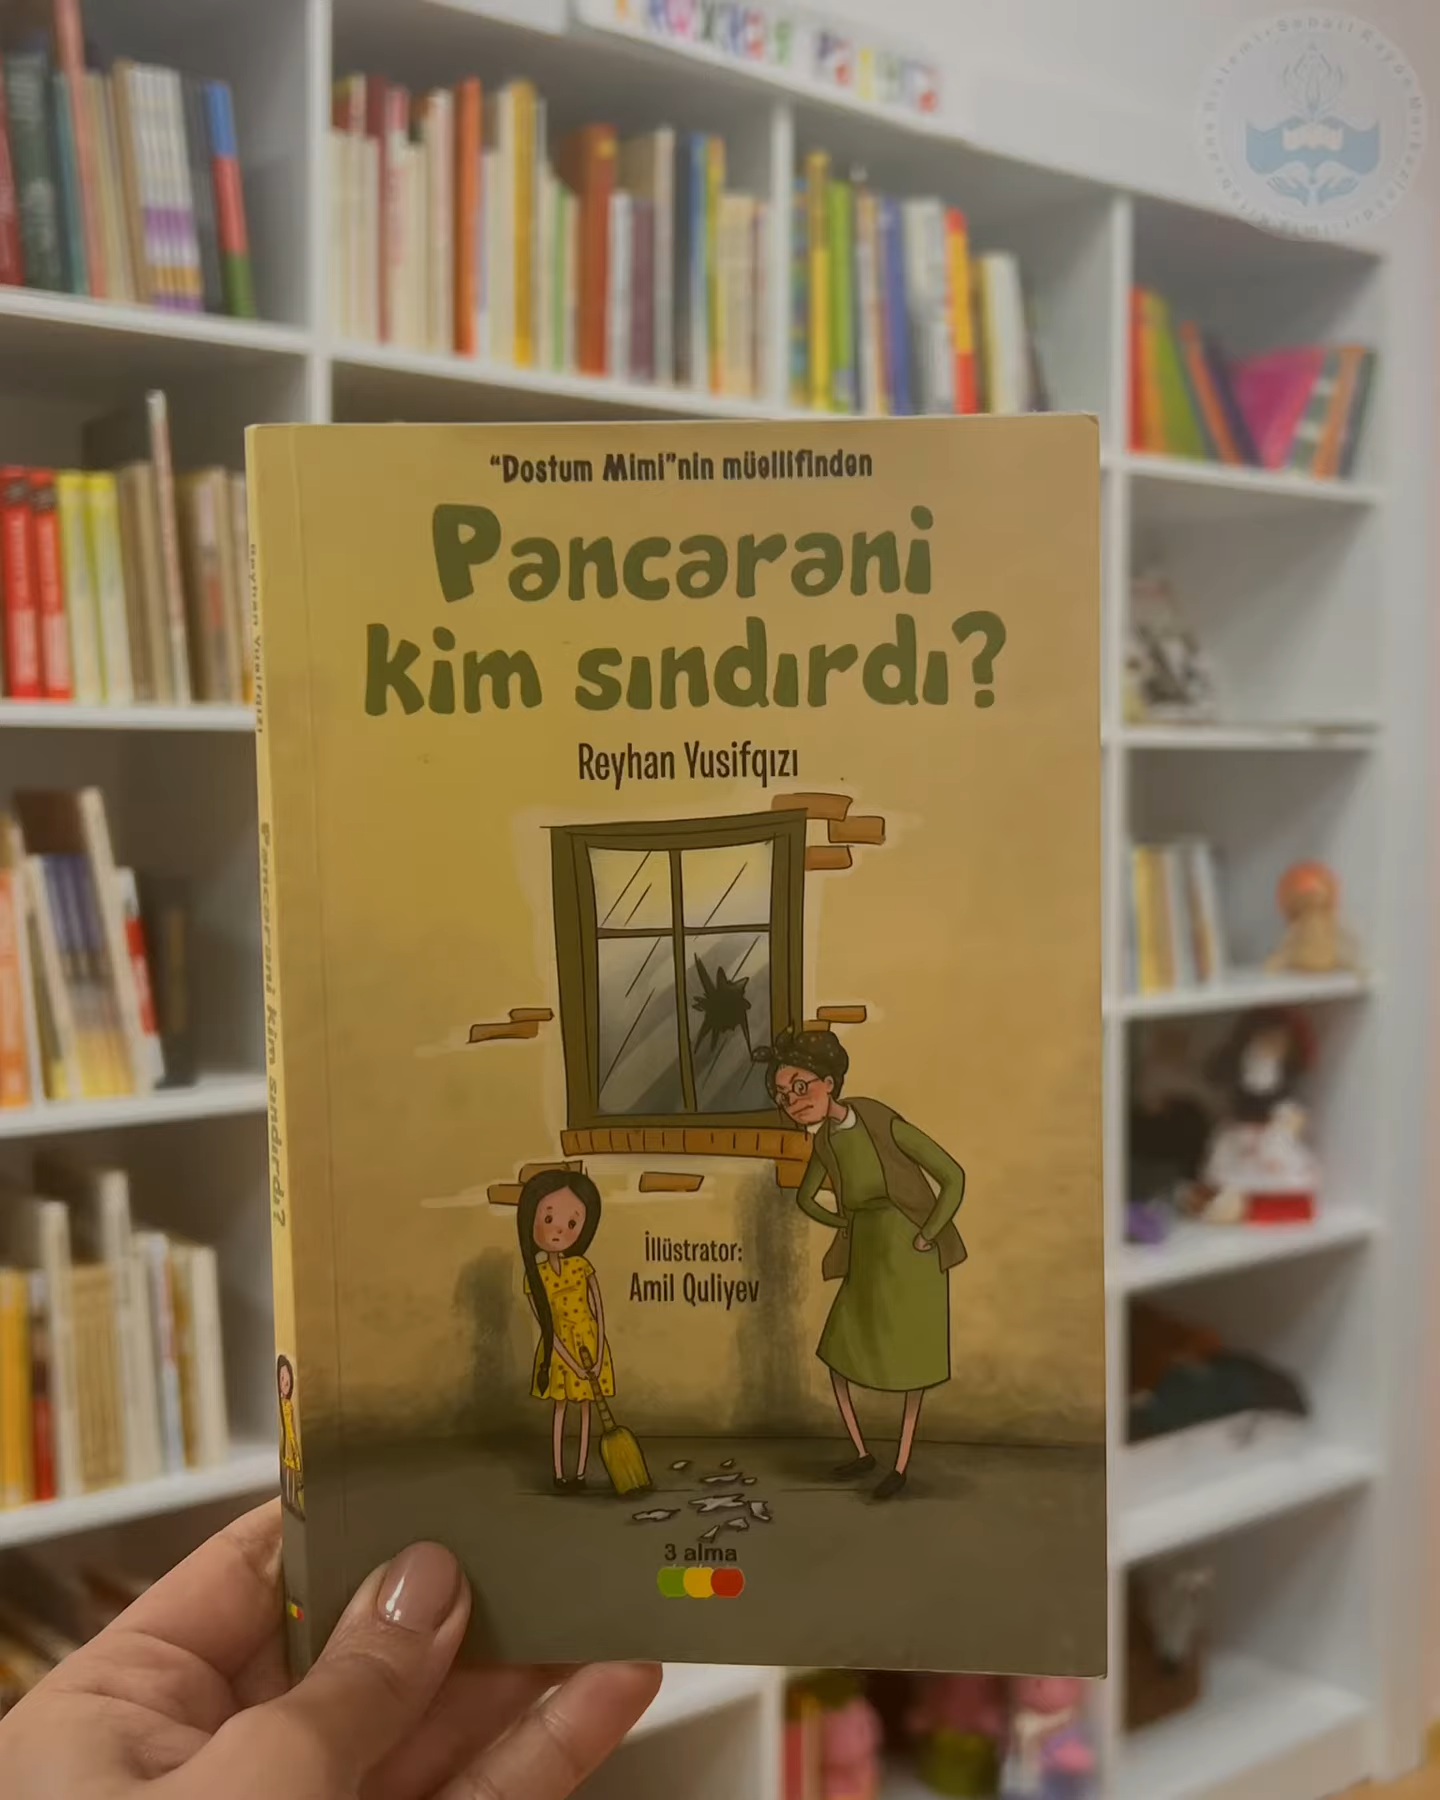 “Dostum Mimi”nin müəllifindən
Pəncərəni
kim sındırdı?
Reyhan Yusifqızı
İllüstrator:
Amil Quliyev
3 alma
Reyhan Yusifqızı
Pəncərəni kim sındırdı?